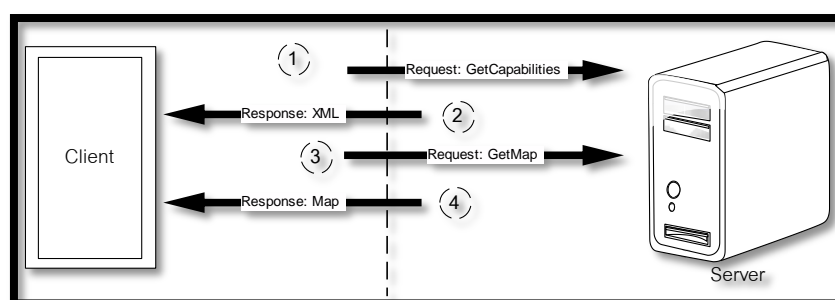 1
Request: GetCapabilities
Response: XML
2
Client
3
Request: GetMap
Response: Map
4
Server